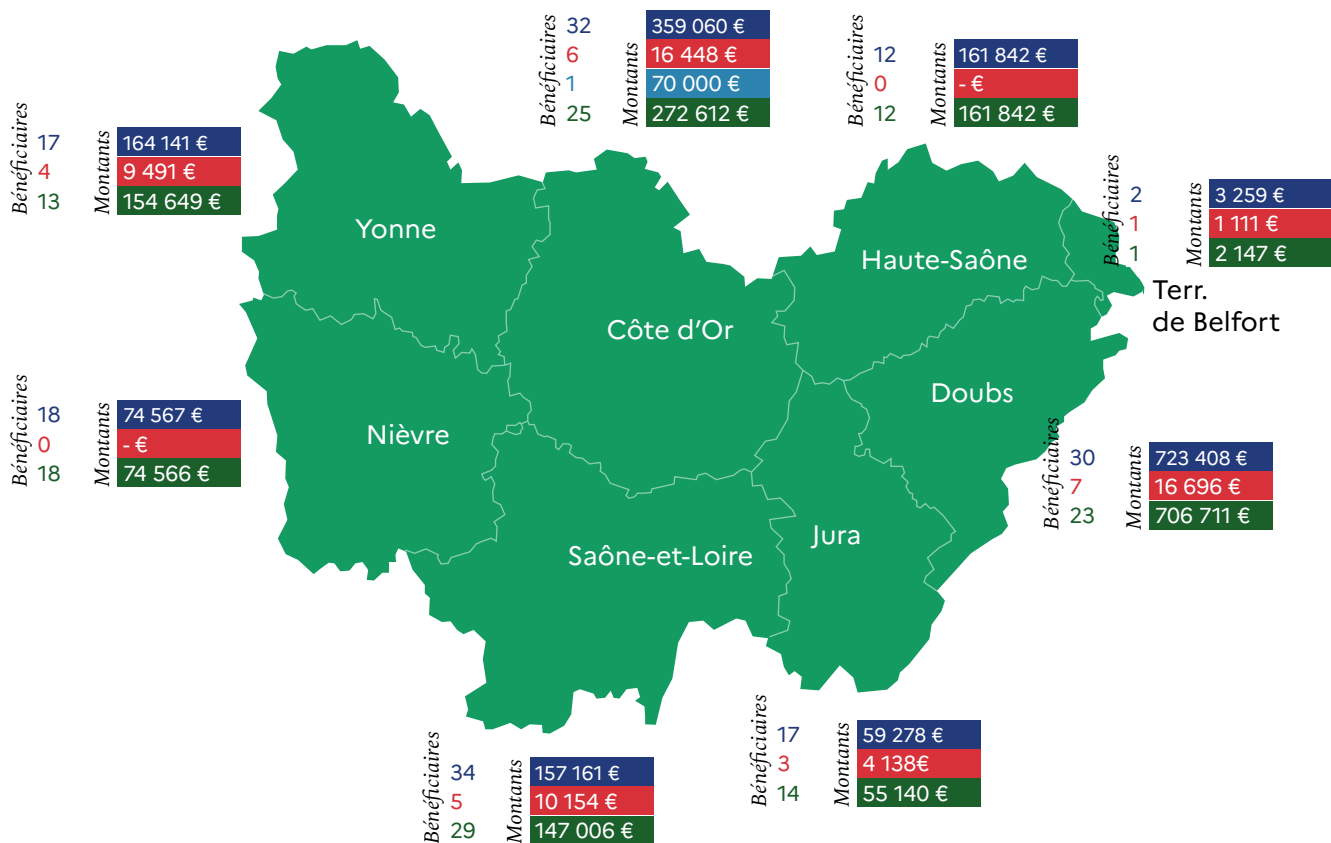 Bénéficiaires
32
6
1
25
Montants
359 060 €
16 448 €
70 000 €
272 612 €
Bénéficiaires
12
0
12
Montants
161 842 €
- €
161 842 €
Bénéficiaires
17
4
13
Montants
164 141 €
9 491 €
154 649 €
Bénéficiaires
2
1
1
Montants
3 259 €
1 111 €
2 147 €
Yonne
Haute-Saône
Terr.
de Belfort
Côte d'Or
Doubs
Nièvre
Bénéficiaires
18
0
18
Montants
74 567 €
- €
74 566 €
Bénéficiaires
30
7
23
Montants
723 408 €
16 696 €
706 711 €
Jura
Saône-et-Loire
Bénéficiaires
17
3
14
Montants
59 278 €
4 138€
55 140 €
Bénéficiaires
34
5
29
Montants
157 161 €
10 154 €
147 006 €